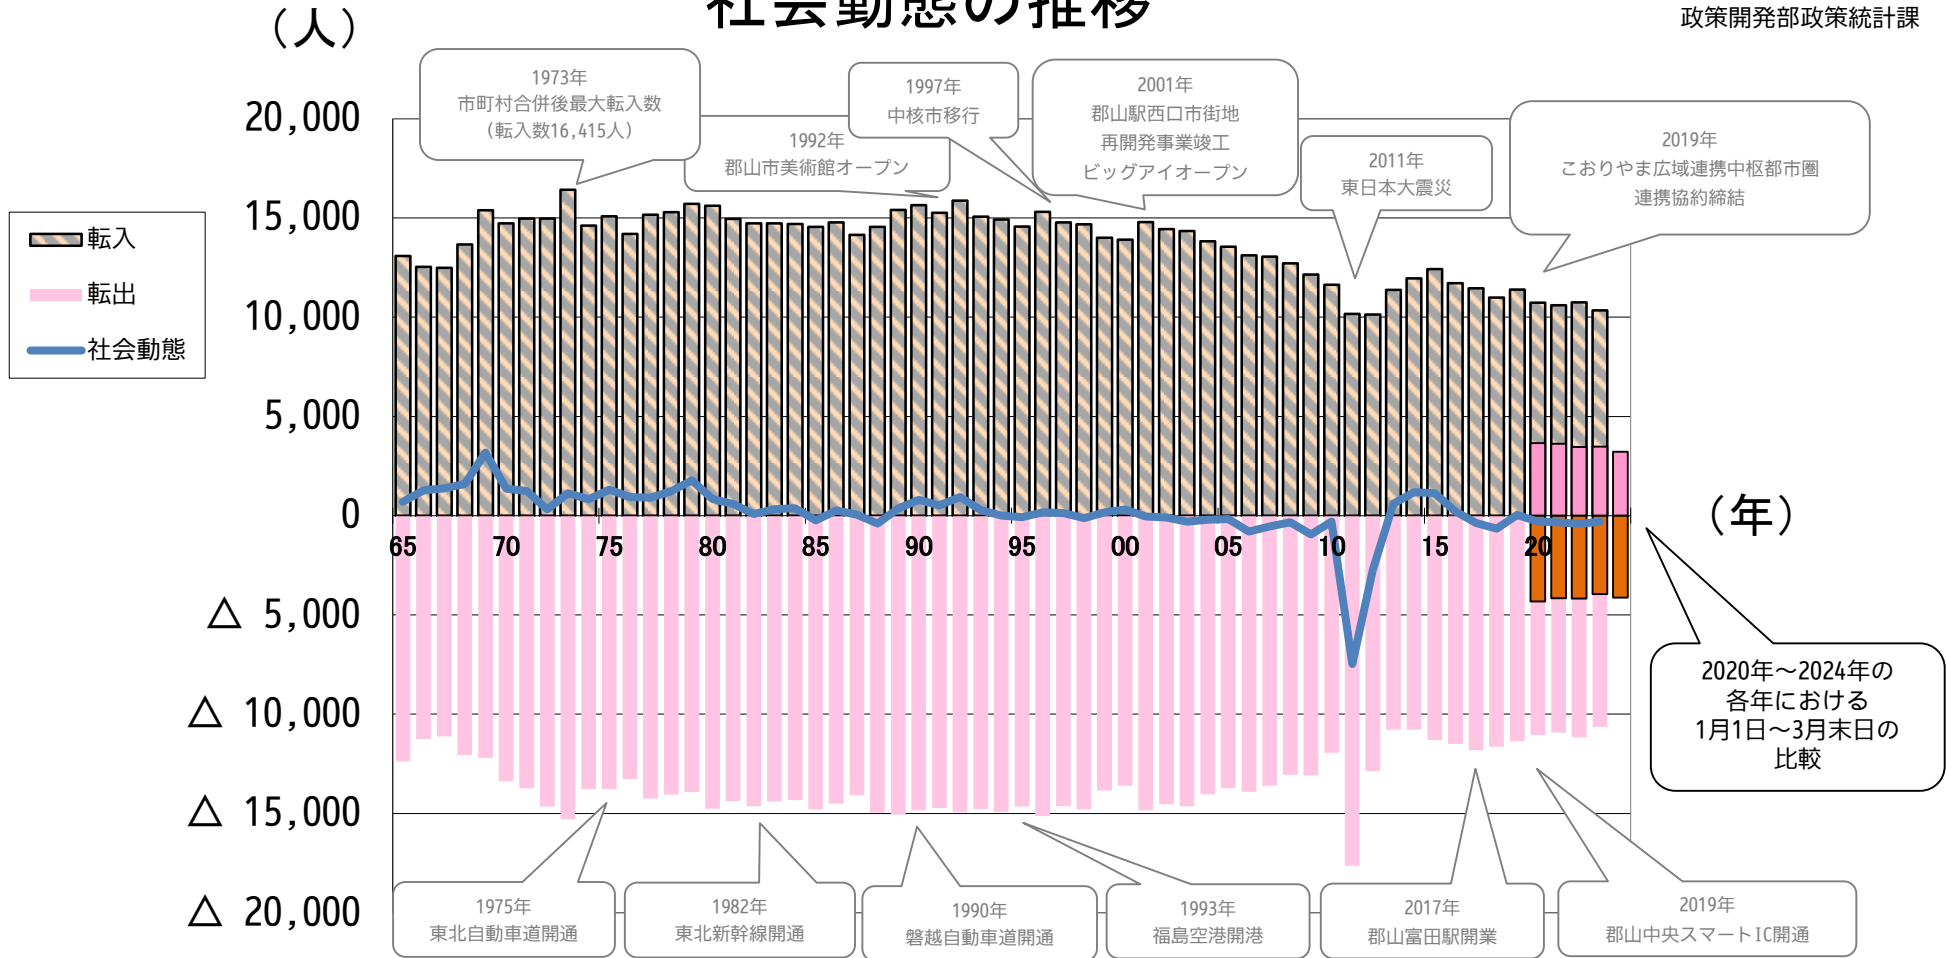 社会動態の推移
政策開発部政策統計課
（人）
1973年
市町村合併後最大転入数
（転入数16,415人）
1992年
郡山市美術館オープン
1997年
中核市移行
2001年
郡山駅西口市街地
再開発事業竣工
ビッグアイオープン
2011年
東日本大震災
2019年
こおりやま広域連携中枢都市圏
連携協約締結
転入
転出
社会動態
20,000
15,000
10,000
5,000
0
△ 5,000
△ 10,000
△ 15,000
△ 20,000
65 70 75 80 85 90 95 00 05 10 15 20
（年）
2020年～2024年の
各年における
1月1日～3月末日の
比較
1975年
東北自動車道開通
1982年
東北新幹線開通
1990年
磐越自動車道開通
1993年
福島空港開港
2017年
郡山富田駅開業
2019年
郡山中央スマートIC開通